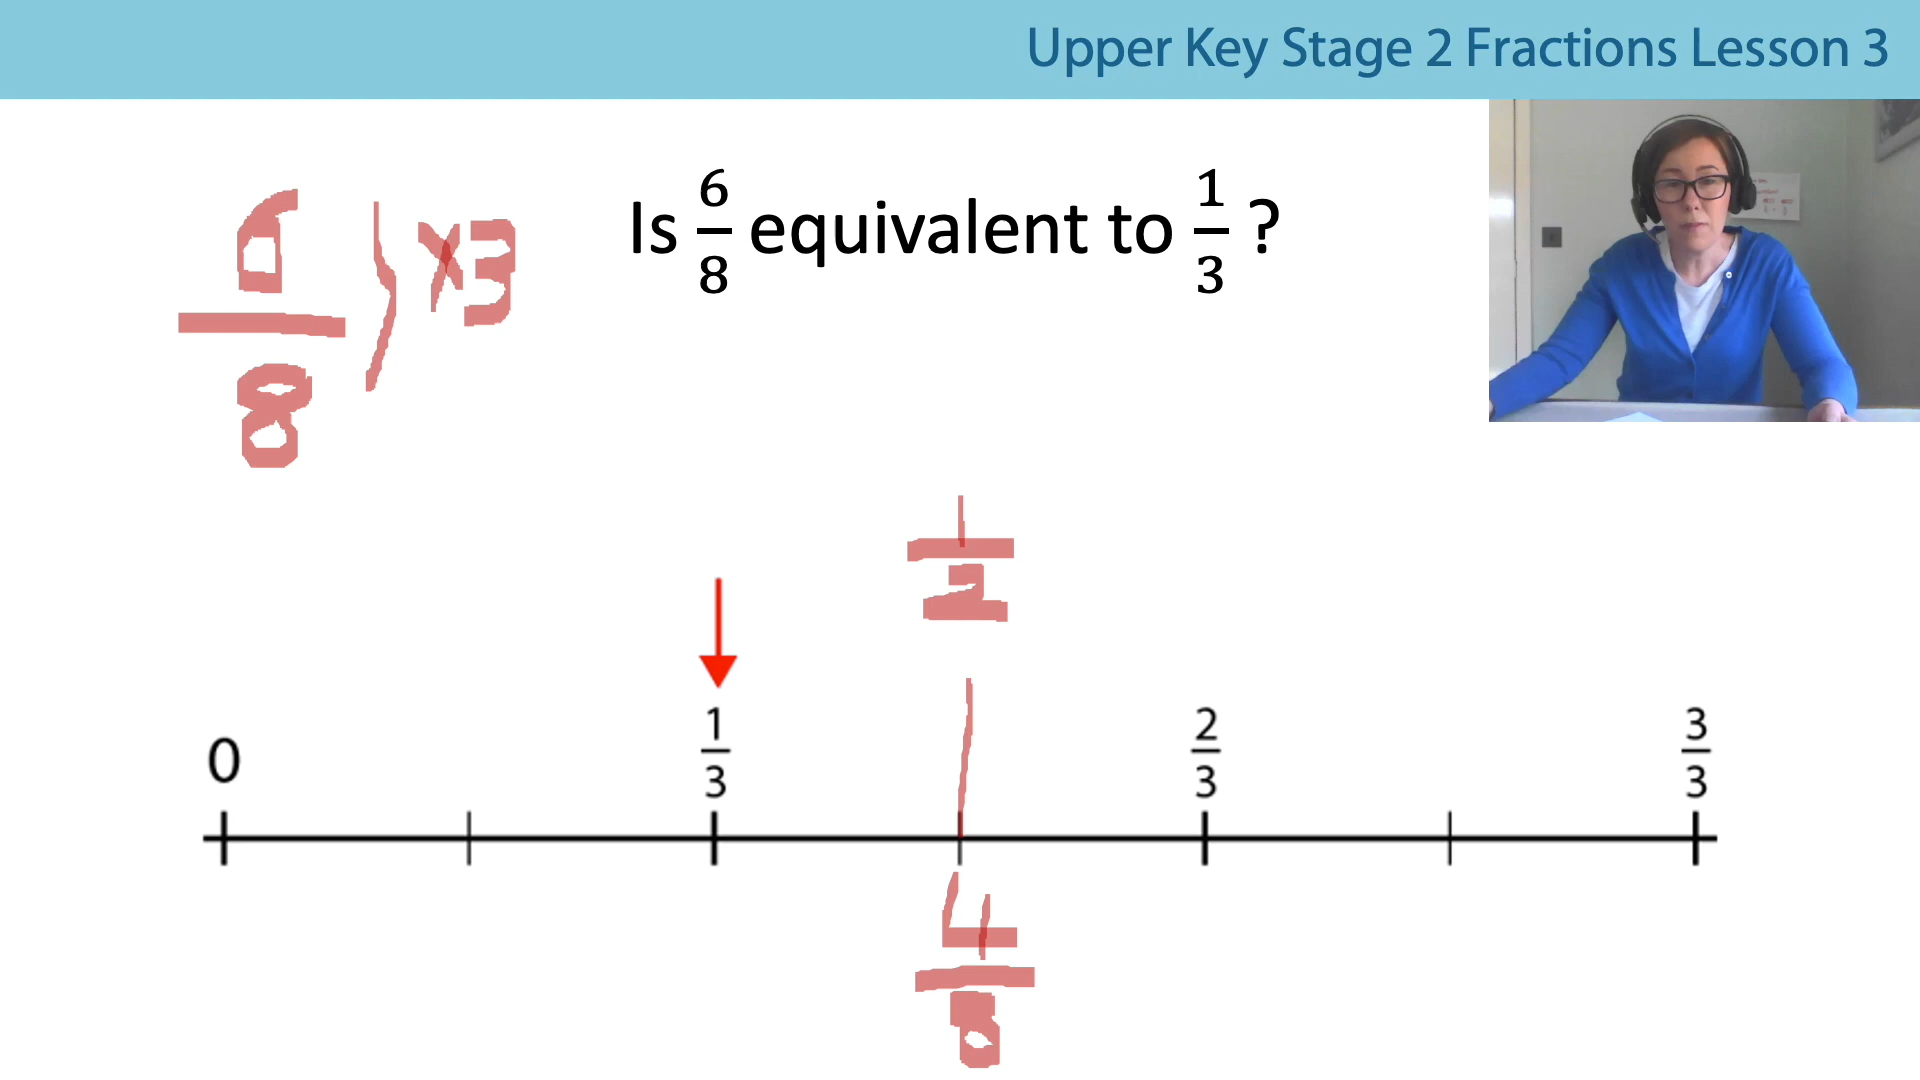 Upper Key Stage 2 Fractions Lesson 3
Is 6/8 equivalent to 1/3 ?
6/8 ×3
1/2
0 1/3 2/3 3/3
4/8